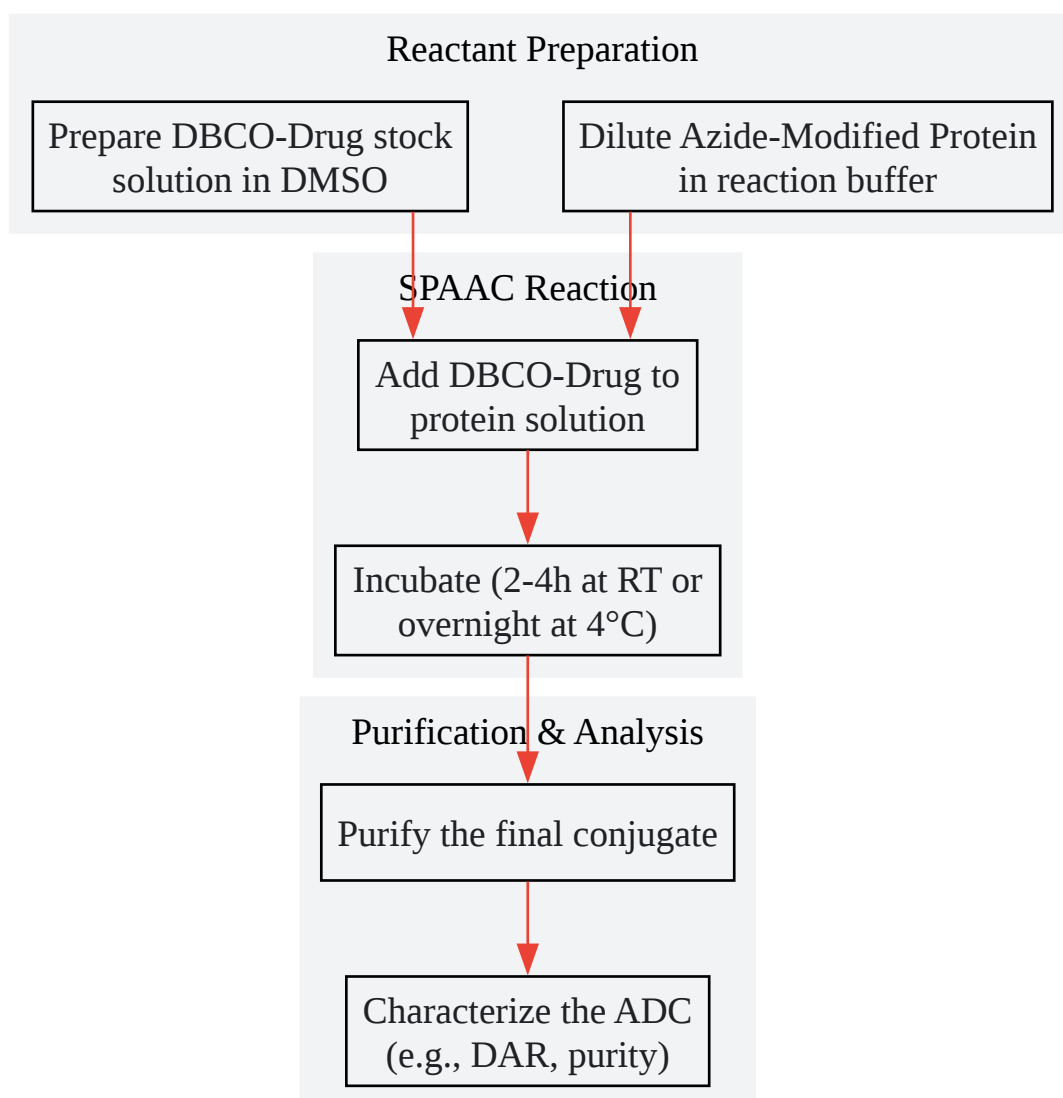 Reactant Preparation
Prepare DBCO-Drug stock
solution in DMSO
Dilute Azide-Modified Protein
in reaction buffer
SPAAC Reaction
Add DBCO-Drug to
protein solution
Incubate (2-4h at RT or
overnight at 4°C)
Purification & Analysis
Purify the final conjugate
Characterize the ADC
(e.g., DAR, purity)